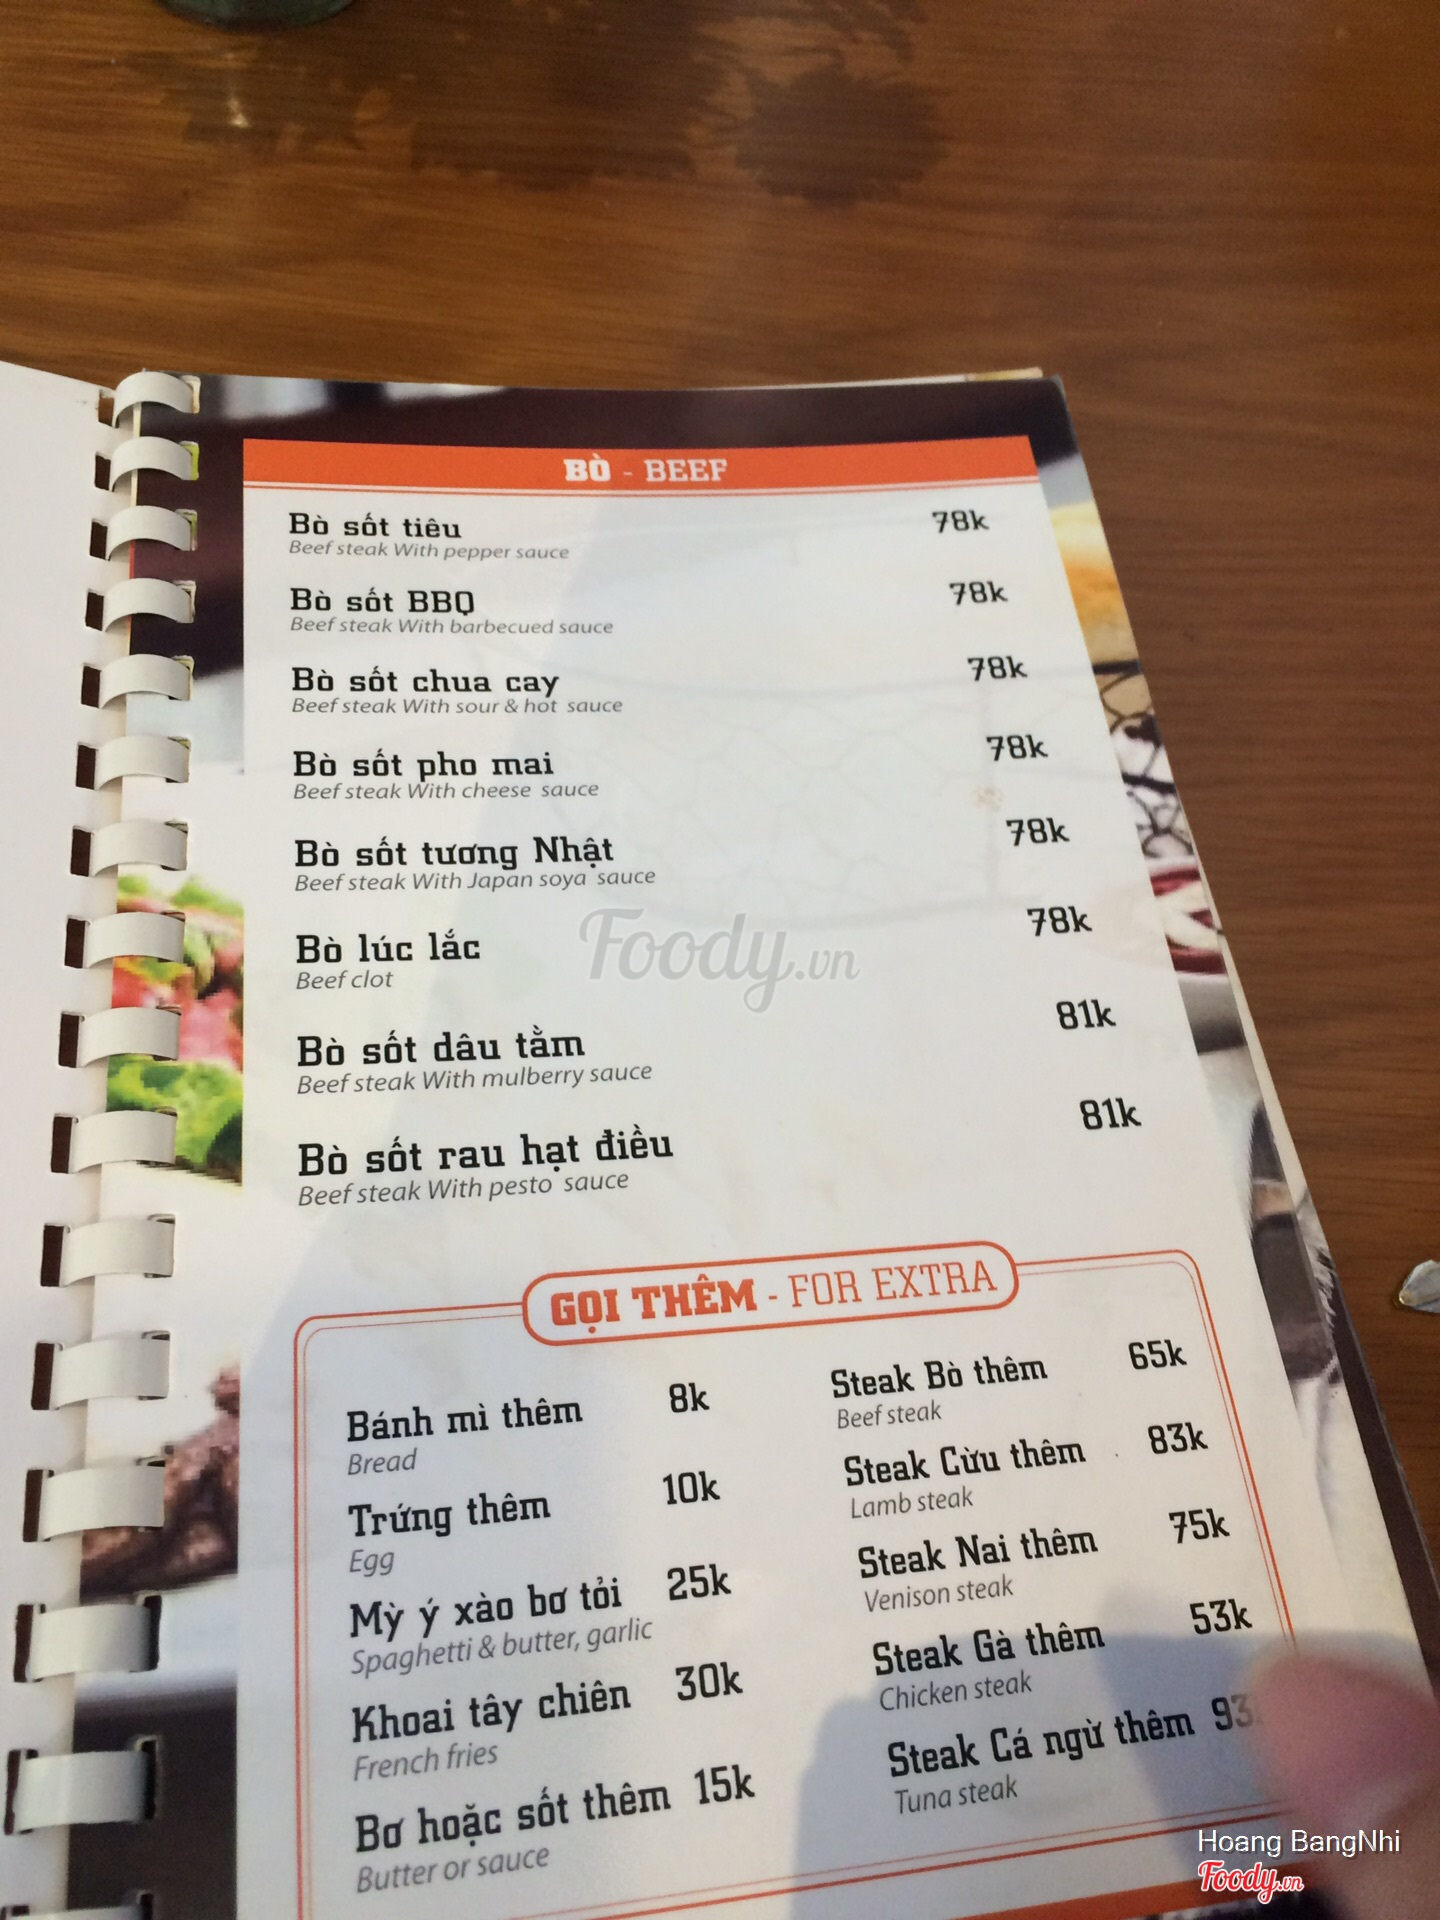 BÒ - BEEF
Bò sốt tiêu 78k
Beef steak With pepper sauce
Bò sốt BBQ 78k
Beef steak With barbecued sauce
Bò sốt chua cay 78k
Beef steak With sour & hot sauce
Bò sốt pho mai 78k
Beef steak With cheese sauce
Bò sốt tương Nhật 78k
Beef steak With Japan soya sauce
Bò lúc lắc 78k
Beef clot
Foody.vn
Bò sốt dâu tằm 81k
Beef steak With mulberry sauce
Bò sốt rau hạt điều 81k
Beef steak With pesto sauce
GỌI THÊM - FOR EXTRA
Bánh mì thêm 8k
Bread
Trứng thêm 10k
Egg
Mỳ ý xào bơ tỏi 25k
Spaghetti & butter, garlic
Khoai tây chiên 30k
French fries
Bơ hoặc sốt thêm 15k
Butter or sauce
Steak Bò thêm 65k
Beef steak
Steak Cừu thêm 83k
Lamb steak
Steak Nai thêm 75k
Venison steak
Steak Gà thêm 53k
Chicken steak
Steak Cá ngừ thêm 93
Tuna steak
Hoang BangNhi
Foody.vn